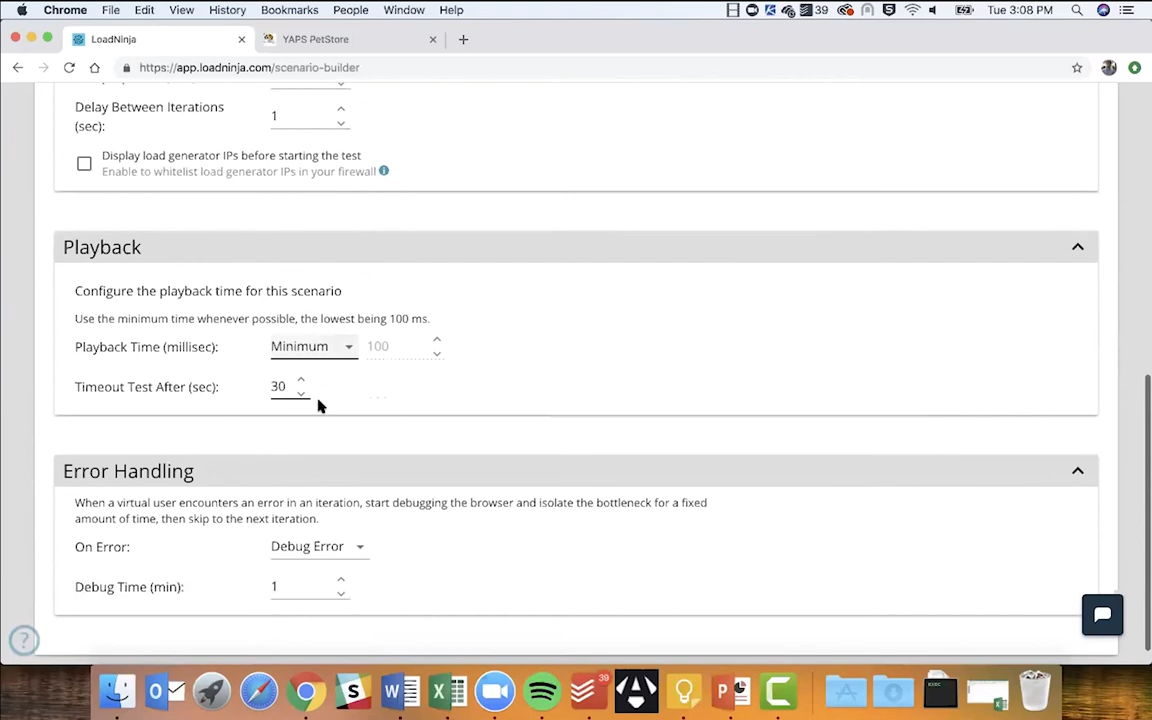 Chrome File Edit View History Bookmarks People Window Help 39 Tue 3:08 PM
LoadNinja YAPS PetStore
https://app.loadninja.com/scenario-builder
Delay Between Iterations
(sec):
1
Display load generator IPs before starting the test
Enable to whitelist load generator IPs in your firewall
Playback
Configure the playback time for this scenario
Use the minimum time whenever possible, the lowest being 100 ms.
Playback Time (millisec): Minimum 100
Timeout Test After (sec): 30
Error Handling
When a virtual user encounters an error in an iteration, start debugging the browser and isolate the bottleneck for a fixed
amount of time, then skip to the next iteration.
On Error: Debug Error
Debug Time (min): 1
39